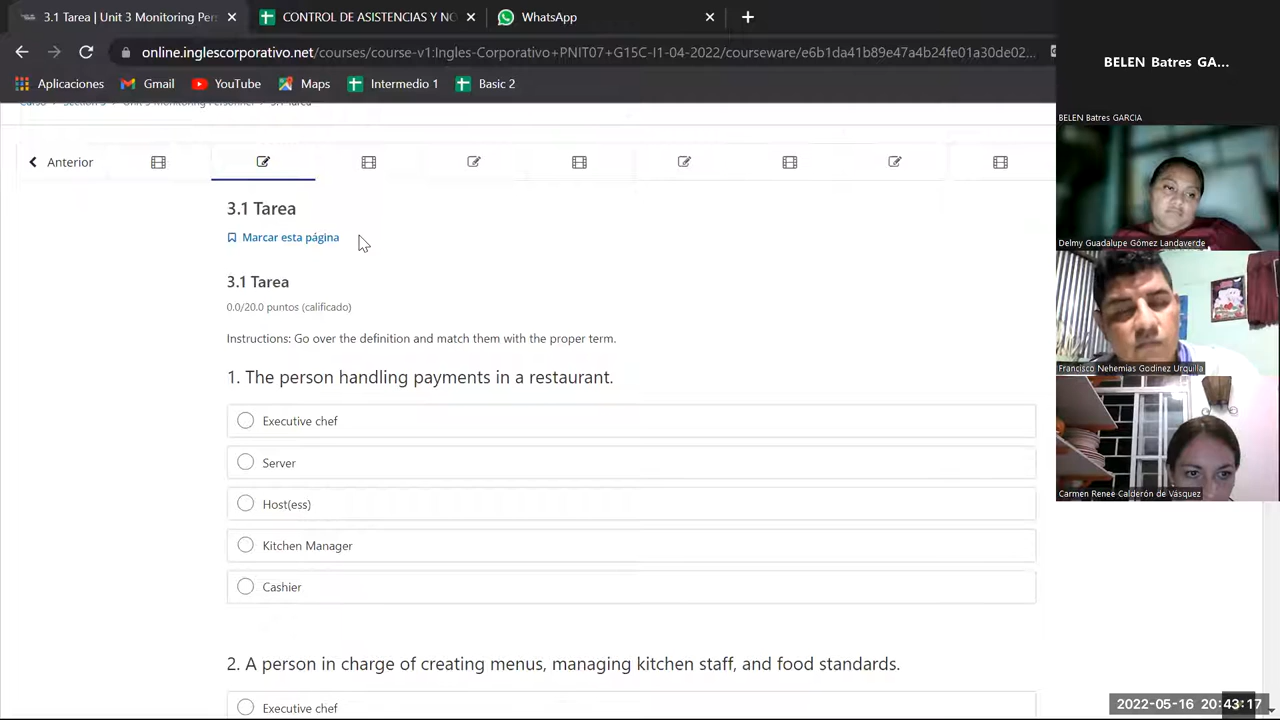 3.1 Tarea | Unit 3 Monitoring Per
CONTROL DE ASISTENCIAS Y NO
WhatsApp
online.inglescorporativo.net/courses/course-v1:Ingles-Corporativo+PNIT07+G15C-I1-04-2022/courseware/e6b1da41b89e47a4b24fe01a30de02...
Aplicaciones
Gmail
YouTube
Maps
Intermedio 1
Basic 2
Anterior
3.1 Tarea
Marcar esta página
3.1 Tarea
0.0/20.0 puntos (calificado)
Instructions: Go over the definition and match them with the proper term.
1. The person handling payments in a restaurant.
Executive chef
Server
Host(ess)
Kitchen Manager
Cashier
2. A person in charge of creating menus, managing kitchen staff, and food standards.
Executive chef
BELEN Batres GA...
BELEN Batres GARCIA
Delmy Guadalupe Gómez Landaverde
Francisco Nehemias Godinez Urquilla
Carmen Renee Calderón de Vásquez
2022-05-16 20:43:17